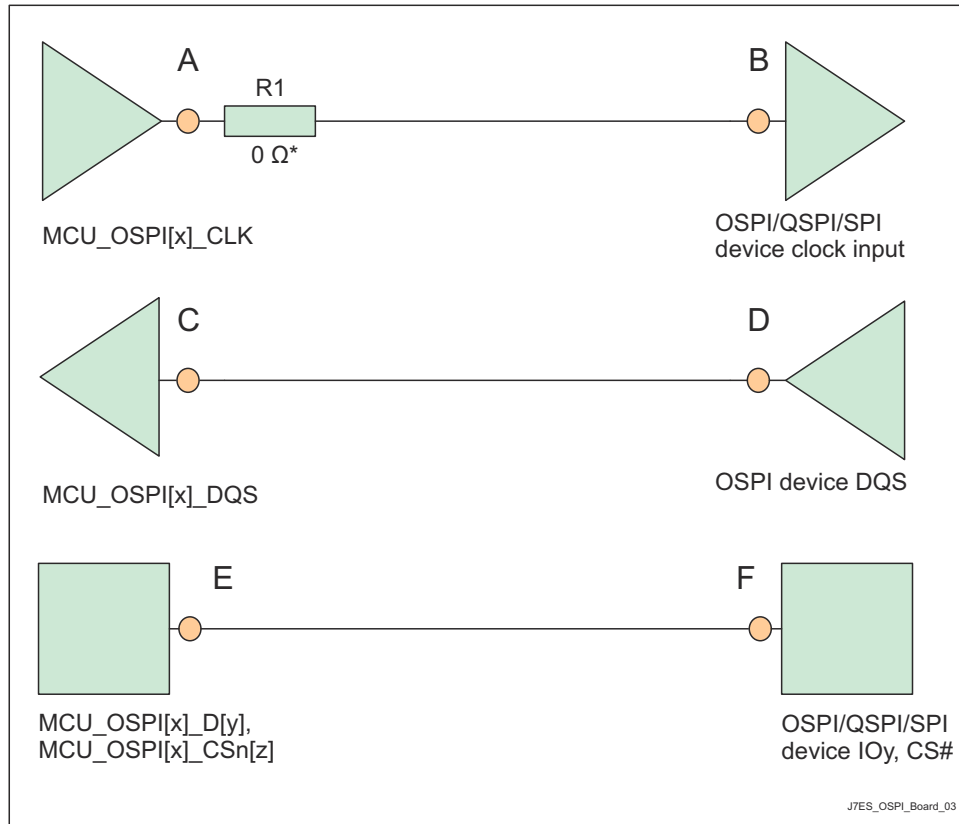 A
B
R1
0 Ω*
MCU_OSPI[x]_CLK
OSPI/QSPI/SPI
device clock input
C
D
MCU_OSPI[x]_DQS
OSPI device DQS
E
F
MCU_OSPI[x]_D[y],
MCU_OSPI[x]_CSn[z]
OSPI/QSPI/SPI
device IOy, CS#
J7ES_OSPI_Board_03